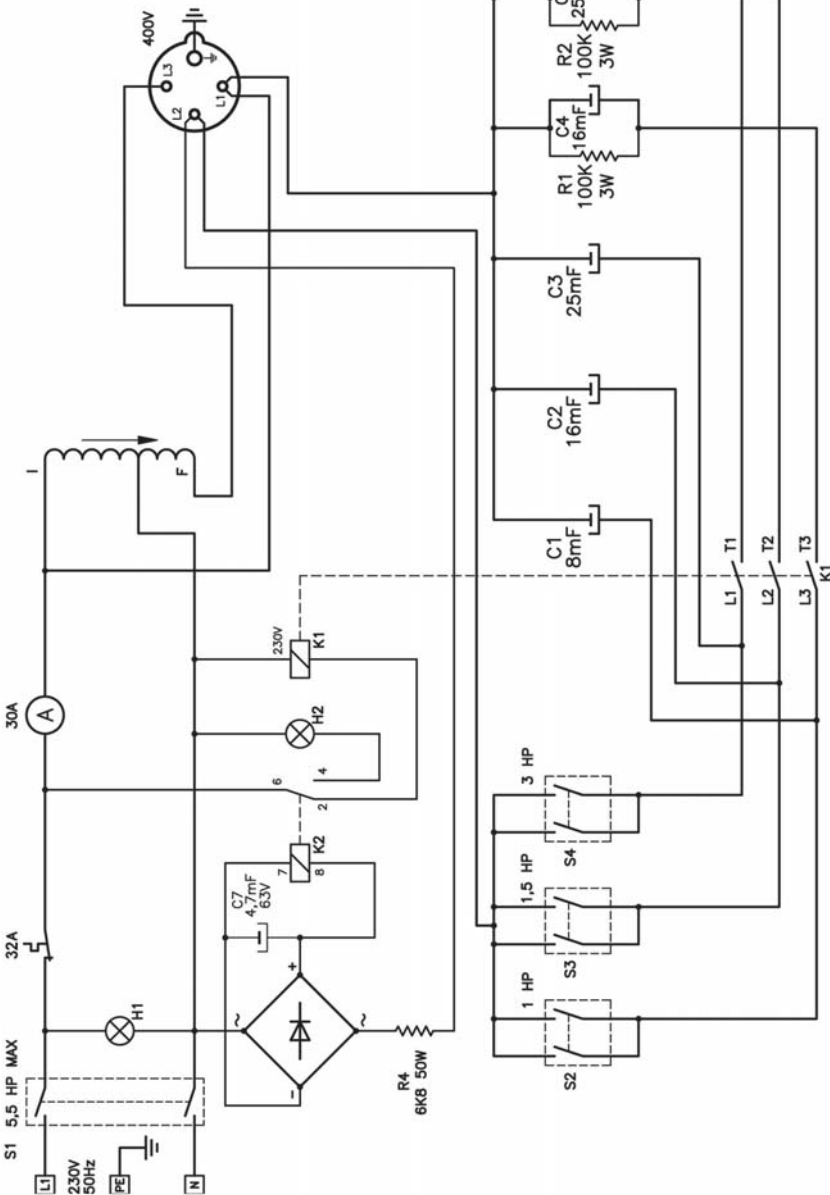 400V
L3
L2
L1
C
25
R2
100K
3W
C4
16mF
R1
100K
3W
C3
25mF
C2
16mF
C1
8mF
I
F
30A
A
230V
K1
H2
6
4
2
7
8
K2
C7
4,7mF
63V
32A
H1
~
+
-
~
R4
6K8 50W
S1 5,5 HP MAX
L1
230V
50Hz
PE
N
L1 T1
L2 T2
L3 T3
K1
3 HP
S4
1,5 HP
S3
1 HP
S2